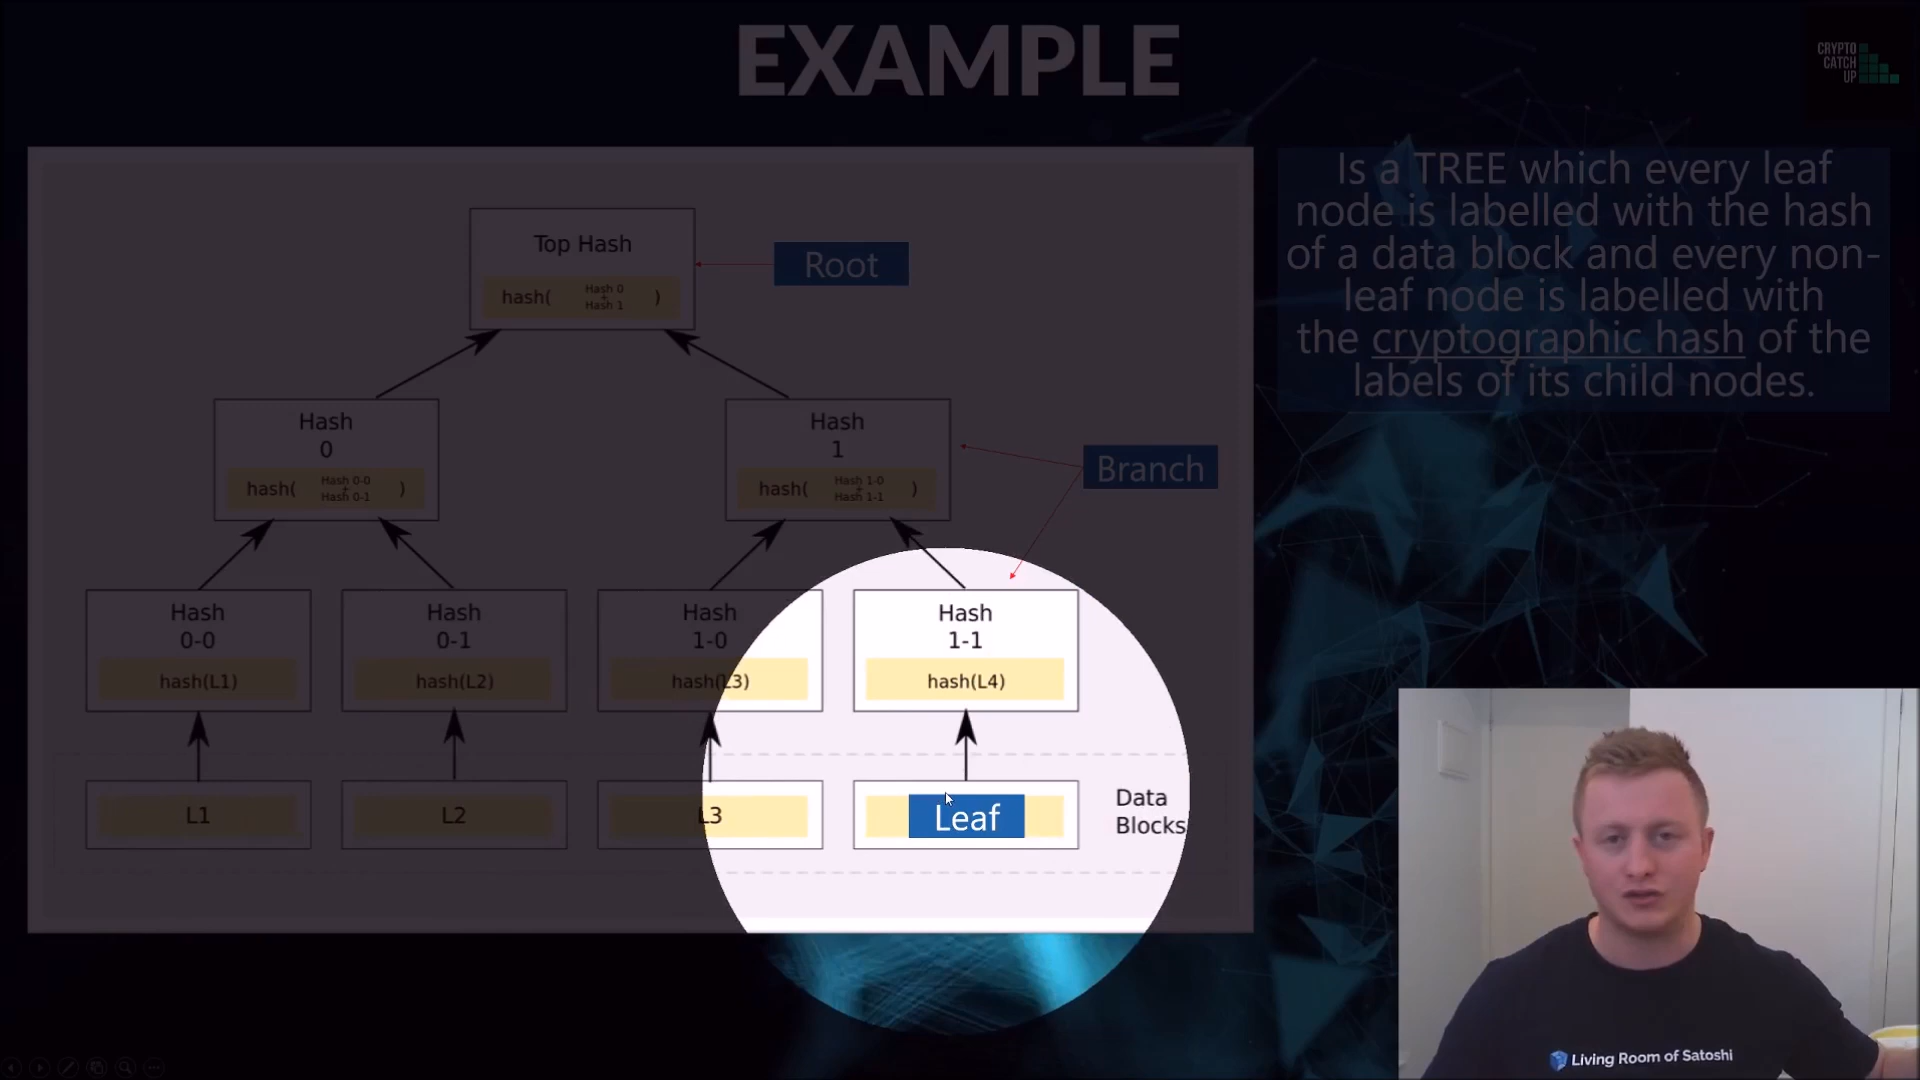 EXAMPLE
CRYPTO
CATCH
UP
Is a TREE which every leaf
node is labelled with the hash
of a data block and every non-
leaf node is labelled with
the cryptographic hash of the
labels of its child nodes.
Top Hash
hash( Hash 0 + Hash 1 )
Root
Hash
0
hash( Hash 0-0 + Hash 0-1 )
Hash
1
hash( Hash 1-0 + Hash 1-1 )
Branch
Hash
0-0
hash(L1)
Hash
0-1
hash(L2)
Hash
1-0
hash(L3)
Hash
1-1
hash(L4)
L1
L2
L3
Leaf
Data
Blocks
Living Room of Satoshi